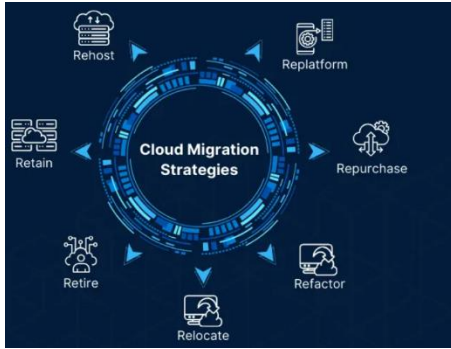 Rehost
Replatform
Cloud Migration
Strategies
Retain
Repurchase
Retire
Refactor
Relocate